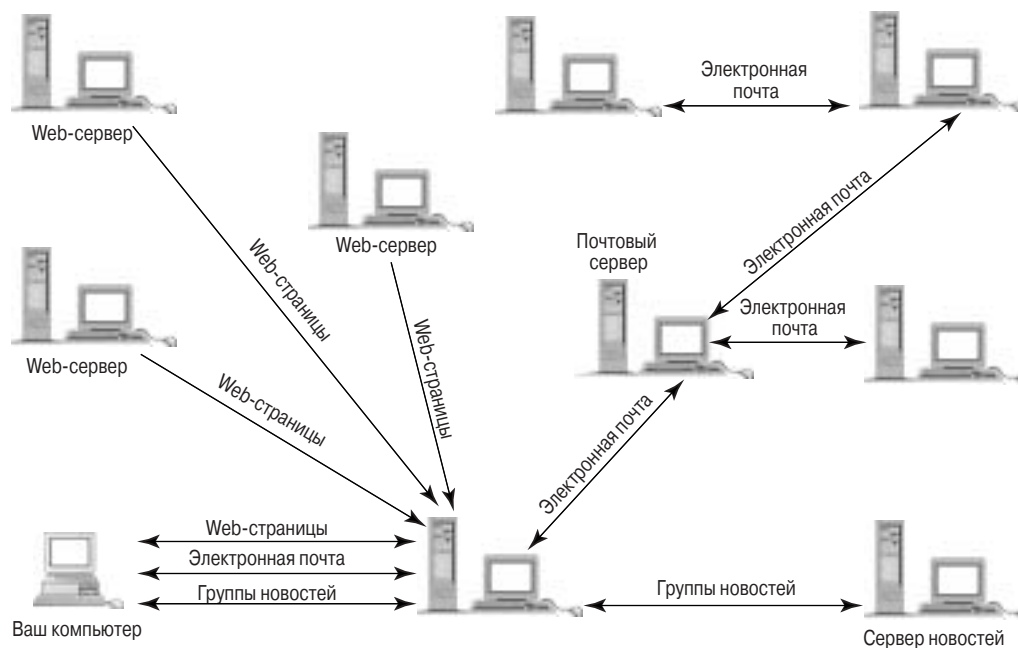 Электронная
почта
Web-сервер
Web-сервер
Web-сервер
Web-страницы
Web-страницы
Web-страницы
Электронная почта
Почтовый
сервер
Электронная
почта
Электронная почта
Web-страницы
Электронная почта
Группы новостей
Группы новостей
Ваш компьютер
Сервер новостей